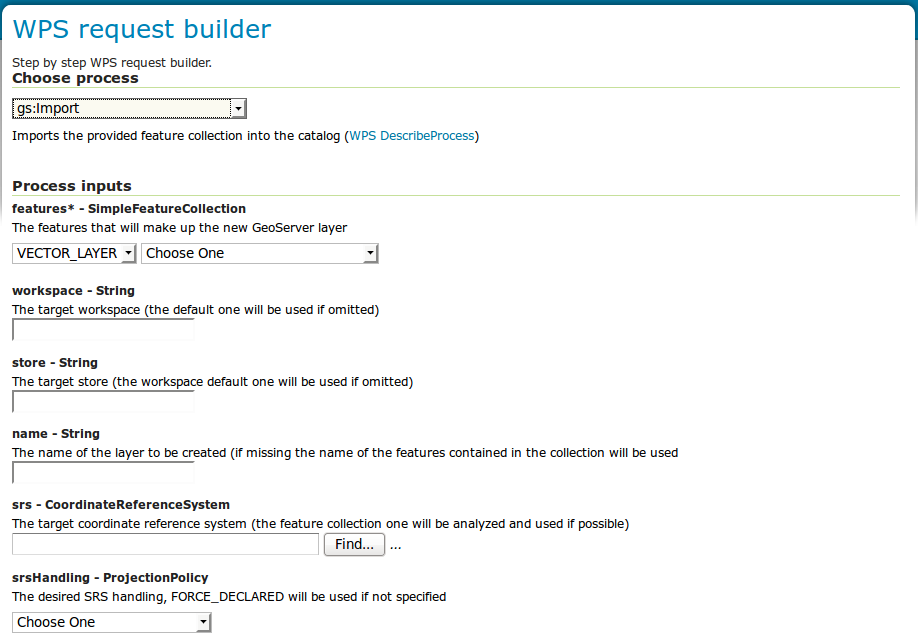 WPS request builder
Step by step WPS request builder.
Choose process
gs:Import
Imports the provided feature collection into the catalog (WPS DescribeProcess)
Process inputs
features* - SimpleFeatureCollection
The features that will make up the new GeoServer layer
VECTOR_LAYER Choose One
workspace - String
The target workspace (the default one will be used if omitted)
store - String
The target store (the workspace default one will be used if omitted)
name - String
The name of the layer to be created (if missing the name of the features contained in the collection will be used
srs - CoordinateReferenceSystem
The target coordinate reference system (the feature collection one will be analyzed and used if possible)
Find... ...
srsHandling - ProjectionPolicy
The desired SRS handling, FORCE_DECLARED will be used if not specified
Choose One